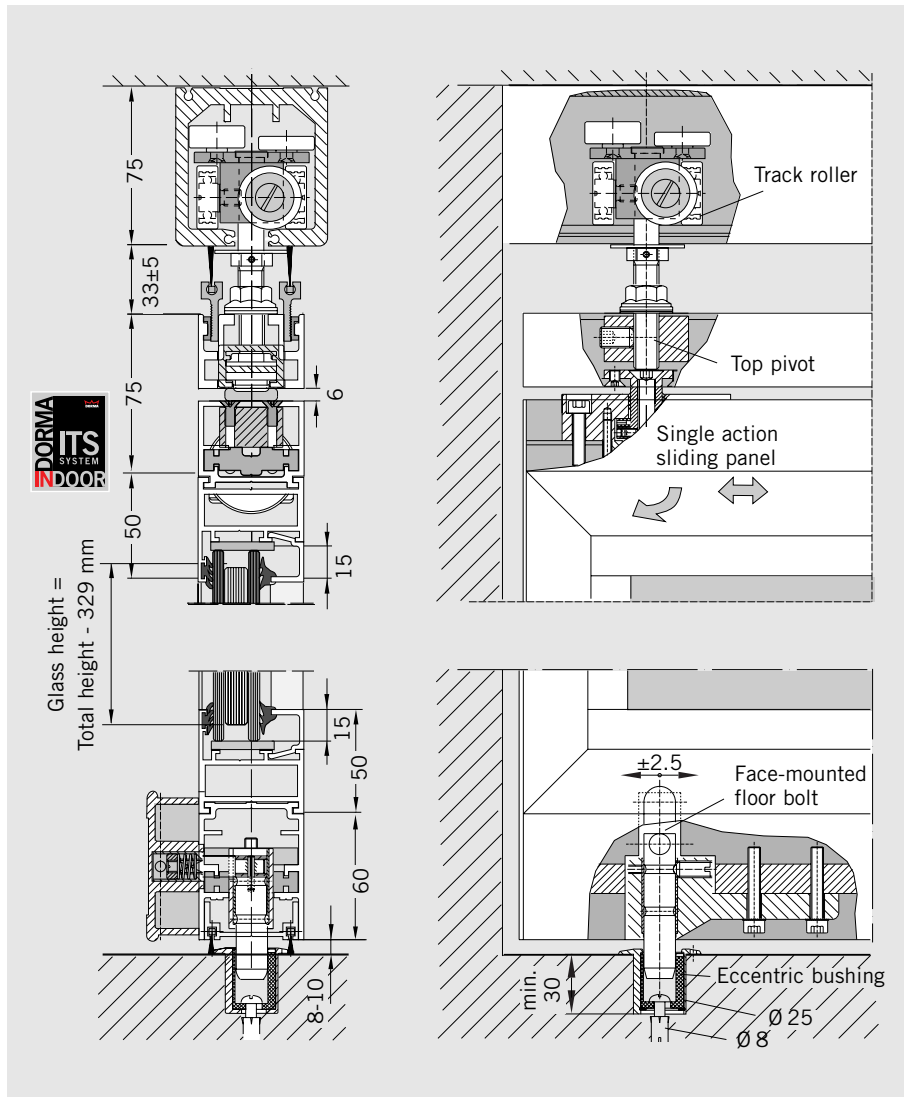 75
33±5
75
6
50
15
Glass height =
Total height - 329 mm
DORMA
DORMA
ITS
SYSTEM
INDOOR
15
50
60
8-10
Track roller
Top pivot
Single action
sliding panel
±2.5
Face-mounted
floor bolt
min.
30
Eccentric bushing
Ø 25
Ø 8